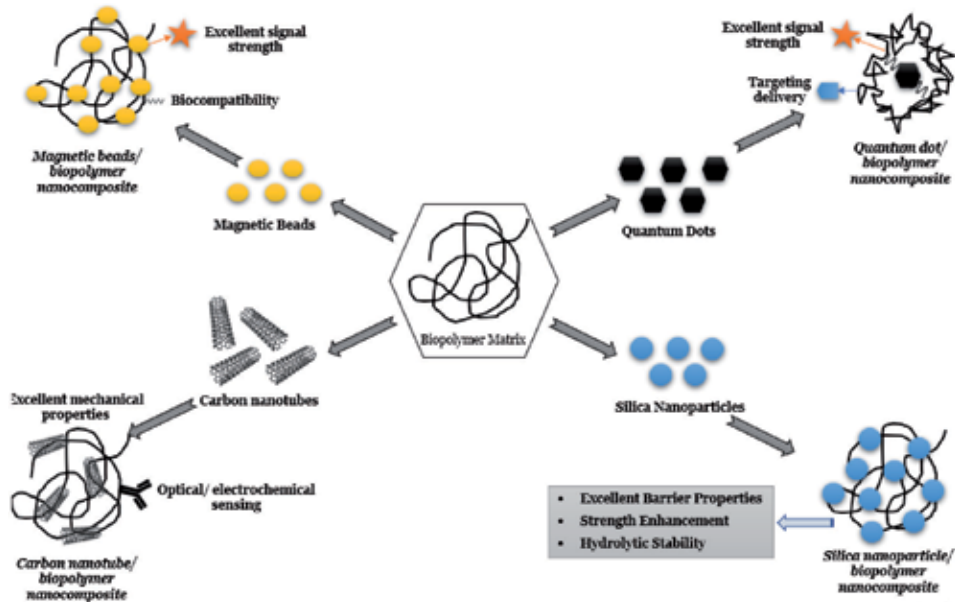 Excellent signal
strength
Biocompatibility
Magnetic beads/
biopolymer
nanocomposite
Magnetic Beads
Excellent signal
strength
Targeting
delivery
Quantum dot/
biopolymer
nanocomposite
Quantum Dots
Biopolymer Matrix
Carbon nanotubes
Excellent mechanical
properties
Optical/ electrochemical
sensing
Carbon nanotube/
biopolymer
nanocomposite
Silica Nanoparticles
• Excellent Barrier Properties
• Strength Enhancement
• Hydrolytic Stability
Silica nanoparticle/
biopolymer
nanocomposite